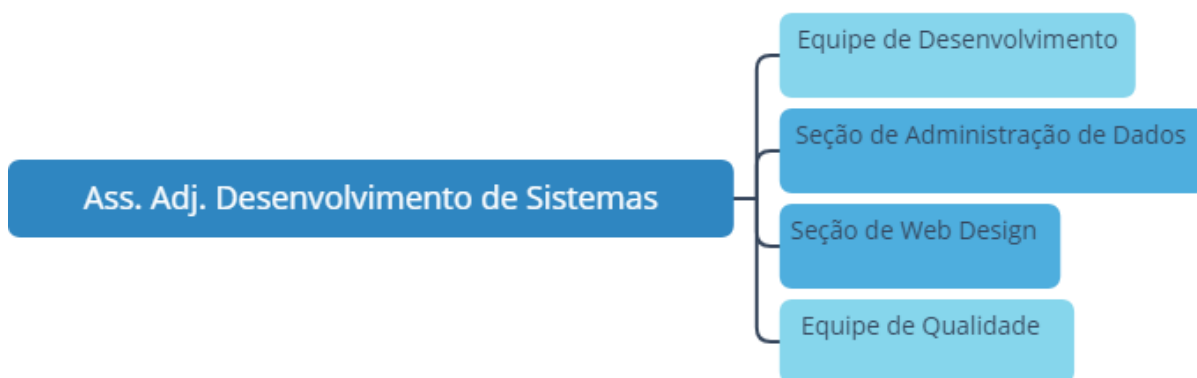 Equipe de Desenvolvimento
Seção de Administração de Dados
Ass. Adj. Desenvolvimento de Sistemas
Seção de Web Design
Equipe de Qualidade